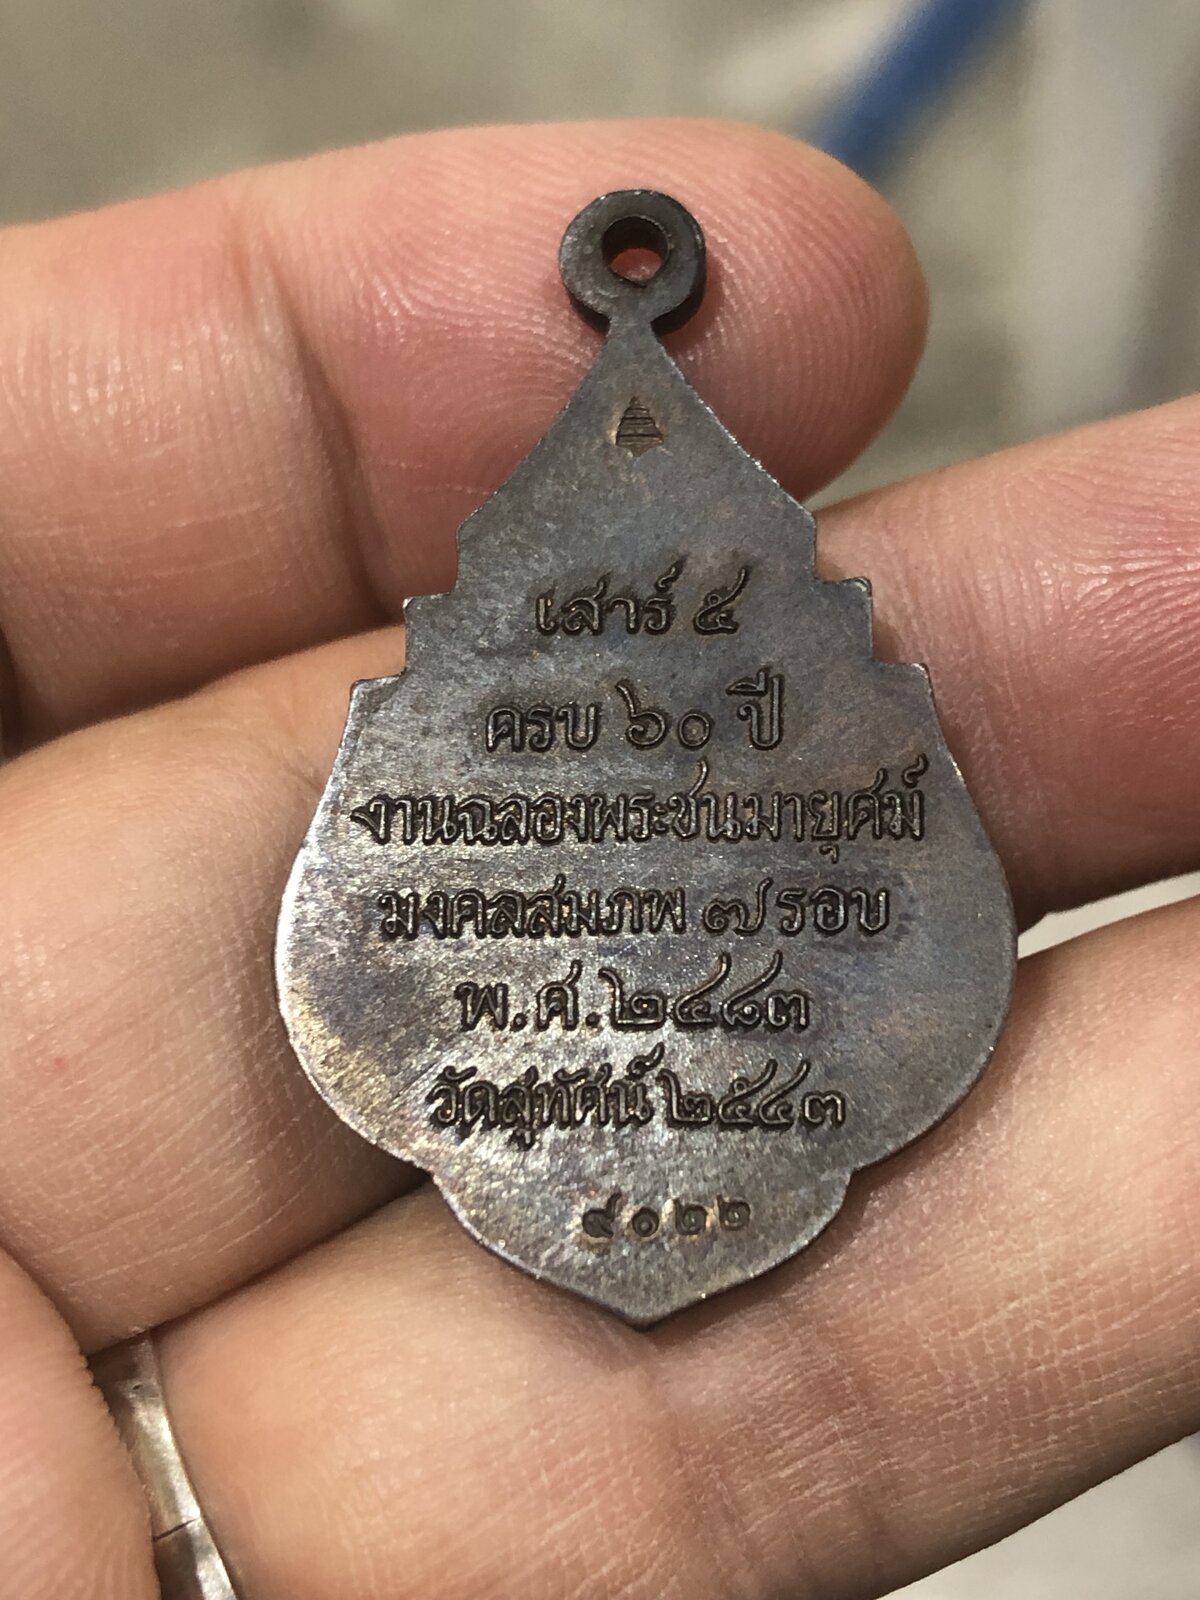 เสาร์ ๕
ครบ ๖๐ ปี
งานฉลองพระชนมายุศม์
มงคลสมภพ ๗ รอบ
พ.ศ.๒๔๘๓
วัดสุทัศน์ ๒๕๔๓
๙๐๒๒